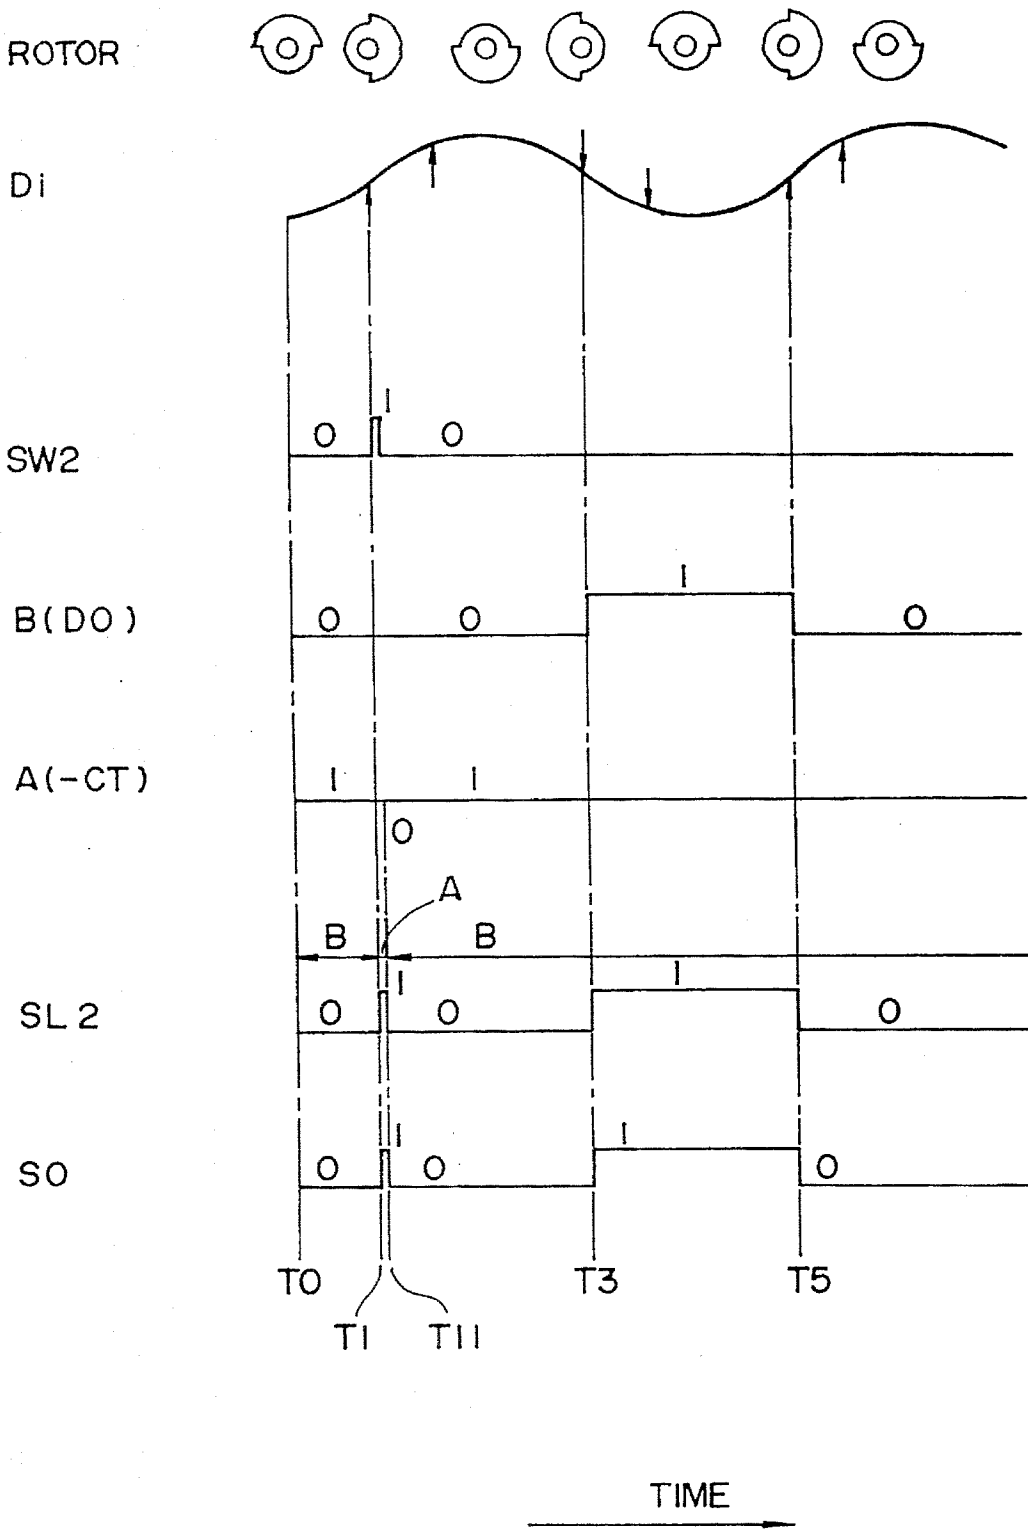 ROTOR
Di
SW2
0 1 0
B(DO)
0 0 1 0
A(-CT)
1 1
0
A
B B
SL2
0 1 0 1 0
SO
0 1 0 1 0
T0 T3 T5
T1 T11
TIME